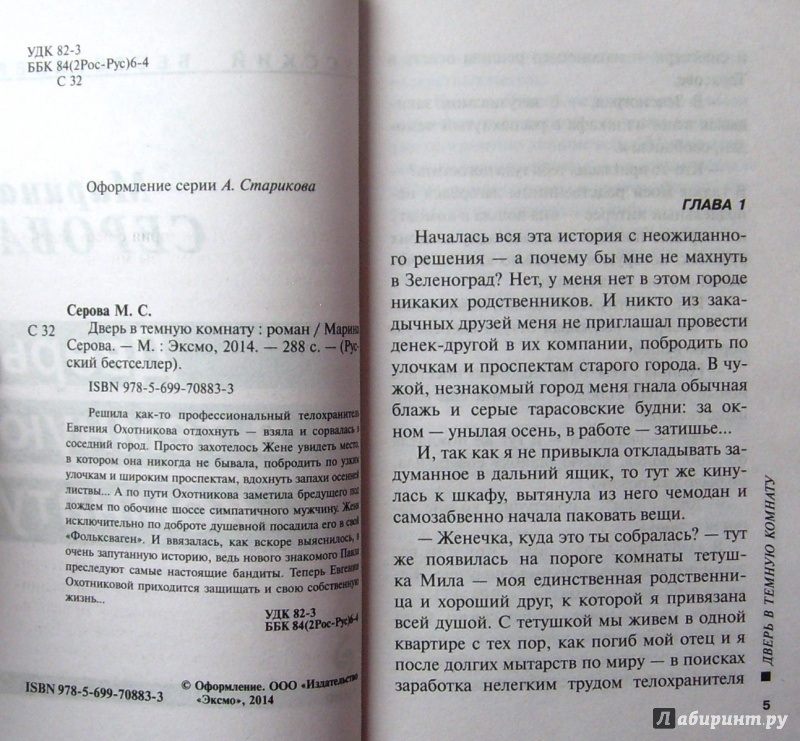 УДК 82-3
ББК 84(2Рос-Рус)6-4
С 32
Оформление серии А. Старикова
Серова М. С.
С 32 Дверь в темную комнату : роман / Марина
Серова. — М. : Эксмо, 2014. — 288 с. — (Рус-
ский бестселлер).
ISBN 978-5-699-70883-3
Решила как-то профессиональный телохранитель
Евгения Охотникова отдохнуть — взяла и сорвалась в
соседний город. Просто захотелось Жене увидеть место,
в котором она никогда не бывала, побродить по узким
улочкам и широким проспектам, вдохнуть запахи осенней
листвы... А по пути Охотникова заметила бредущего под
дождем по обочине шоссе симпатичного мужчину. Женя
исключительно по доброте душевной посадила его в свой
«Фольксваген». И ввязалась, как вскоре выяснилось, в
очень запутанную историю, ведь нового знакомого Павла
преследуют самые настоящие бандиты. Теперь Евгении
Охотниковой приходится защищать и свою собственную
жизнь...
УДК 82-3
ББК 84(2Рос-Рус)6-4
© Оформление. ООО «Издательство
ISBN 978-5-699-70883-3 «Эксмо», 2014
ГЛАВА 1
Началась вся эта история с неожиданно-
го решения — а почему бы мне не махнуть
в Зеленоград? Нет, у меня нет в этом городе
никаких родственников. И никто из зака-
дычных друзей меня не приглашал провести
денек-другой в их компании, побродить по
улочкам и проспектам старого города. В чу-
жой, незнакомый город меня гнала обычная
блажь и серые тарасовские будни: за ок-
ном — унылая осень, в работе — затишье...
И, так как я не привыкла откладывать за-
думанное в дальний ящик, то тут же кину-
лась к шкафу, вытянула из него чемодан и
самозабвенно начала паковать вещи.
— Женечка, куда это ты собралась? — тут
же появилась на пороге комнаты тетуш-
ка Мила — моя единственная родственни-
ца и хороший друг, к которой я привязана
всей душой. С тетушкой мы живем в одной
квартире с тех пор, как погиб мой отец и я
после долгих мытарств по миру — в поисках
заработка нелегким трудом телохранителя
ДВЕРЬ В ТЕМНУЮ КОМНАТУ
5
Лабиринт.ру